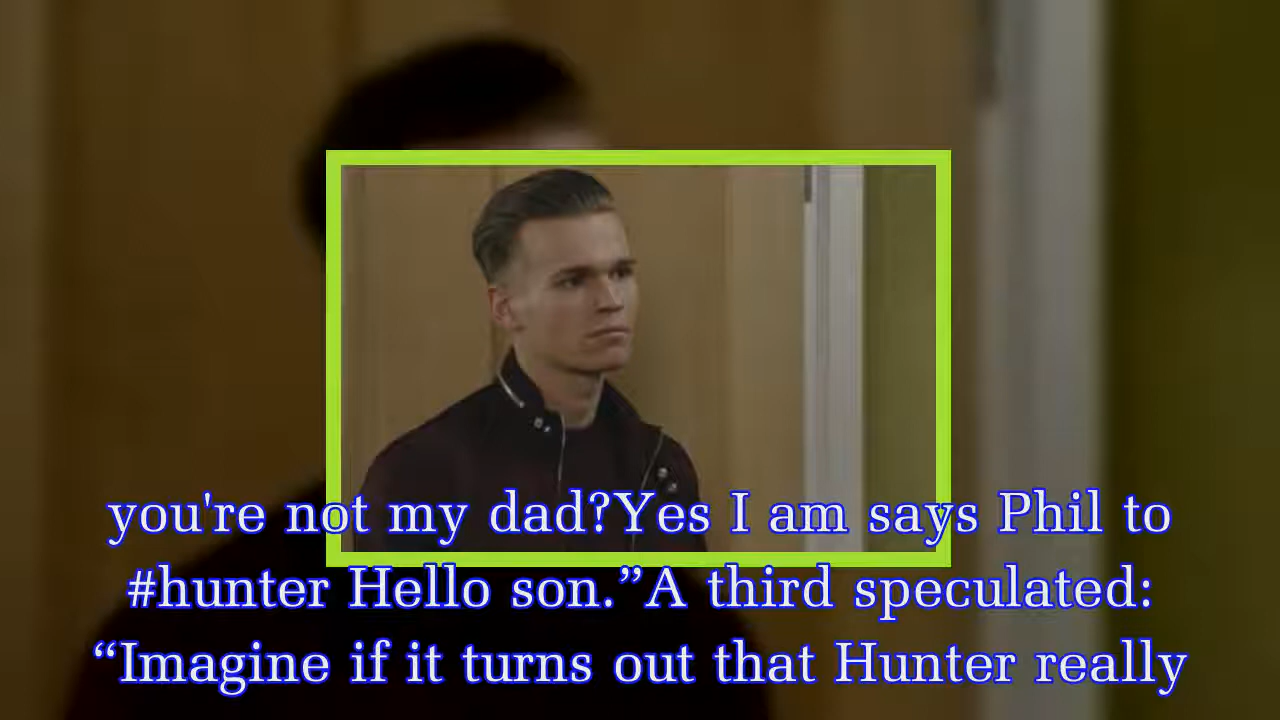 you're not my dad?Yes I am says Phil to
#hunter Hello son.”A third speculated:
“Imagine if it turns out that Hunter really